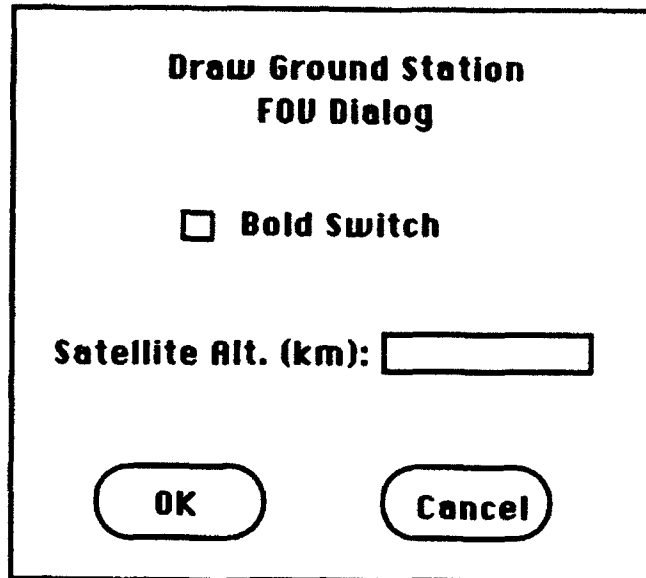 Draw Ground Station
FOV Dialog
Bold Switch
Satellite Alt. (km):
OK
Cancel